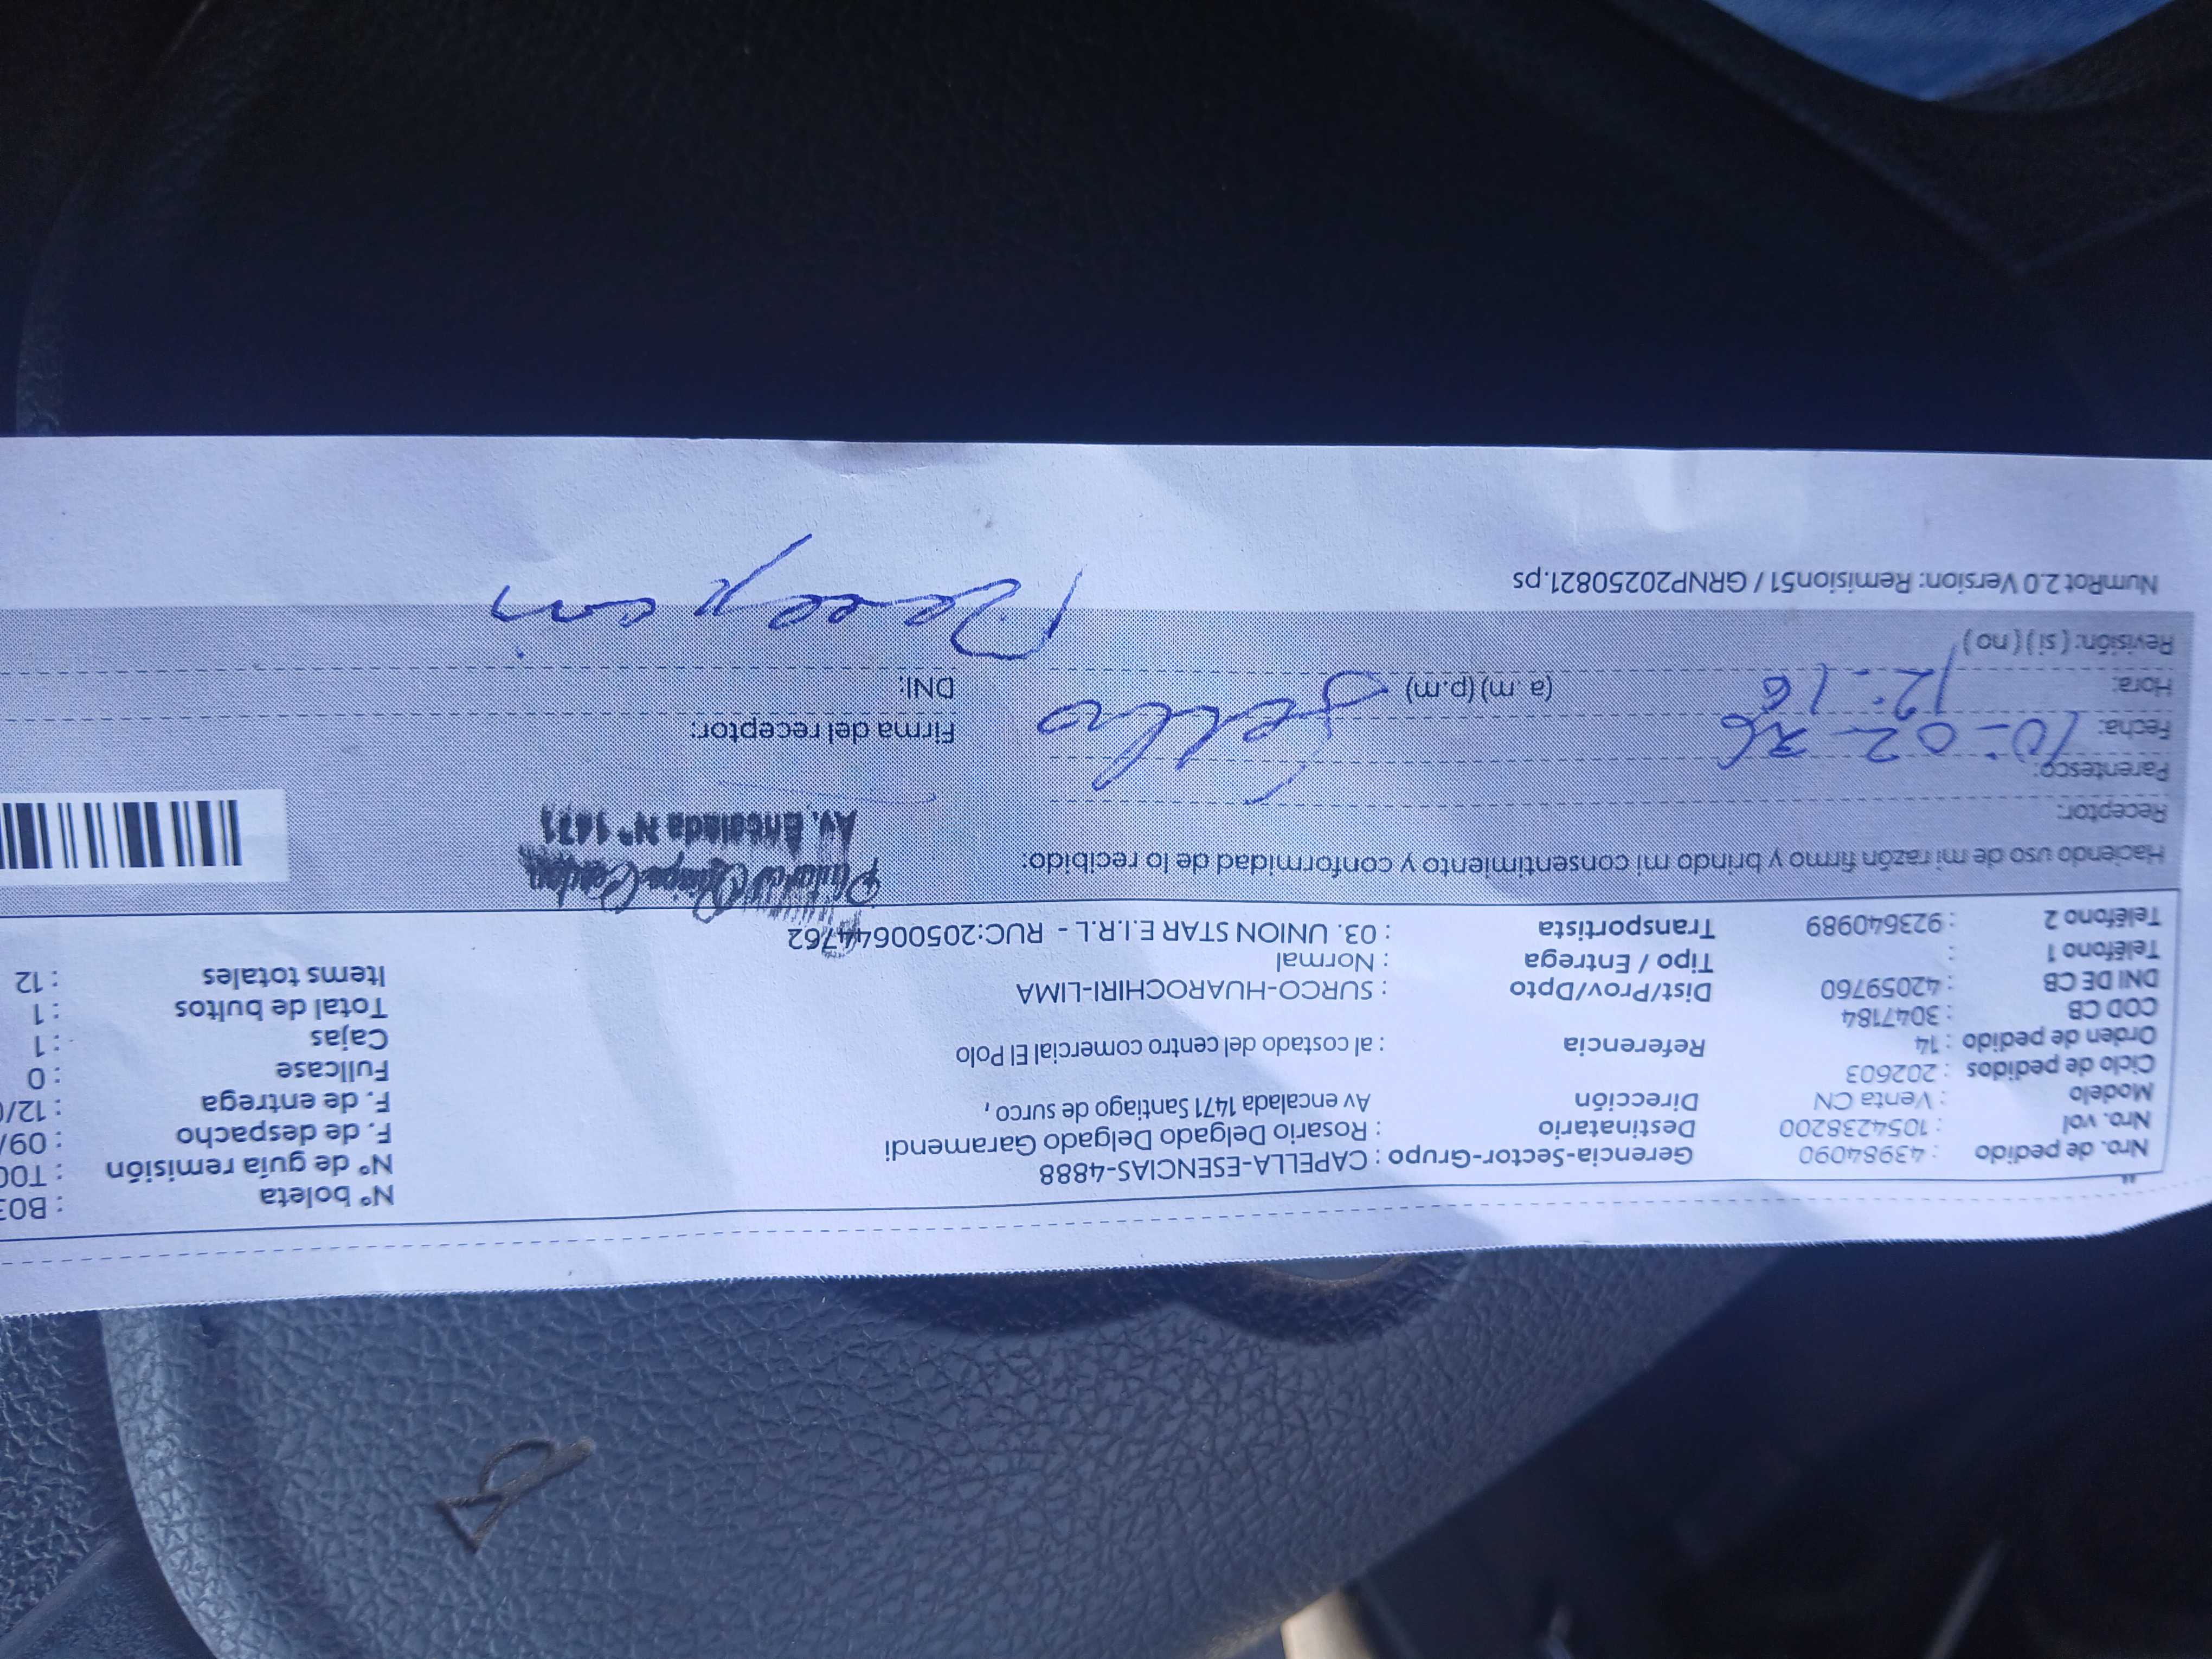 Nro. de pedido : 43984090
Nro. vol : 1054238200
Modelo : Venta CN
Ciclo de pedidos : 202603
Orden de pedido : 14
COD CB : 3047184
DNI DE CB : 42059760
Teléfono 1 :
Teléfono 2 : 923640989
Gerencia-Sector-Grupo : CAPELLA-ESENCIAS-4888
Destinatario : Rosario Delgado Delgado Garamendi
Dirección Av encalada 1471 Santiago de surco ,
Referencia : al costado del centro comercial El Polo
Dist/Prov/Dpto : SURCO-HUAROCHIRI-LIMA
Tipo / Entrega : Normal
Transportista : 03. UNION STAR E.I.R.L - RUC:20500644762
N° boleta : B03
N° de guía remisión : T00
F. de despacho : 09/
F. de entrega : 12/0
Fullcase : 0
Cajas : 1
Total de bultos : 1
Items totales : 12
Haciendo uso de mi razón firmo y brindo mi consentimiento y conformidad de lo recibido:
Av. Encalada N° 1471
Receptor:
Parentesco:
Fecha: 10-02-26
Hora: 12:16 (a. m) (p.m)
Revisión: ( si ) ( no )
Firma del receptor:
DNI:
Sello
Recepcion
NumRot 2.0 Version: Remision51 / GRNP20250821.ps